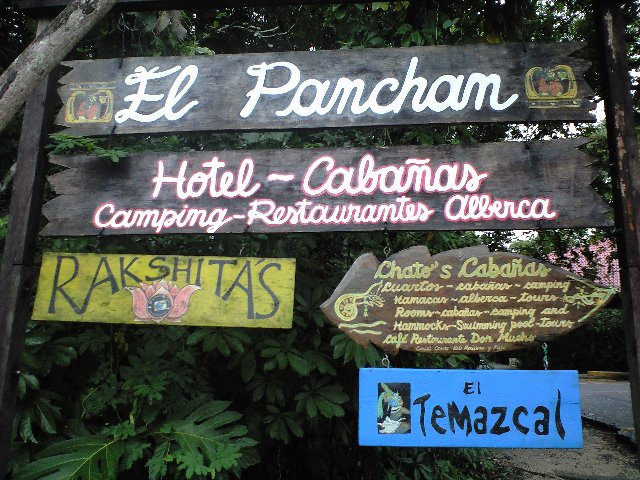 El Panchan
Hotel - Cabañas
Camping - Restaurantes Alberca
RAKSHITA'S
Chato's Cabañas
Cuartos - cabañas - camping
Hamacas - alberca - tours
Rooms - cabañas - camping and
Hammocks - Swimming pool - tours
Café Restaurante Don Mucho
El
Temazcal